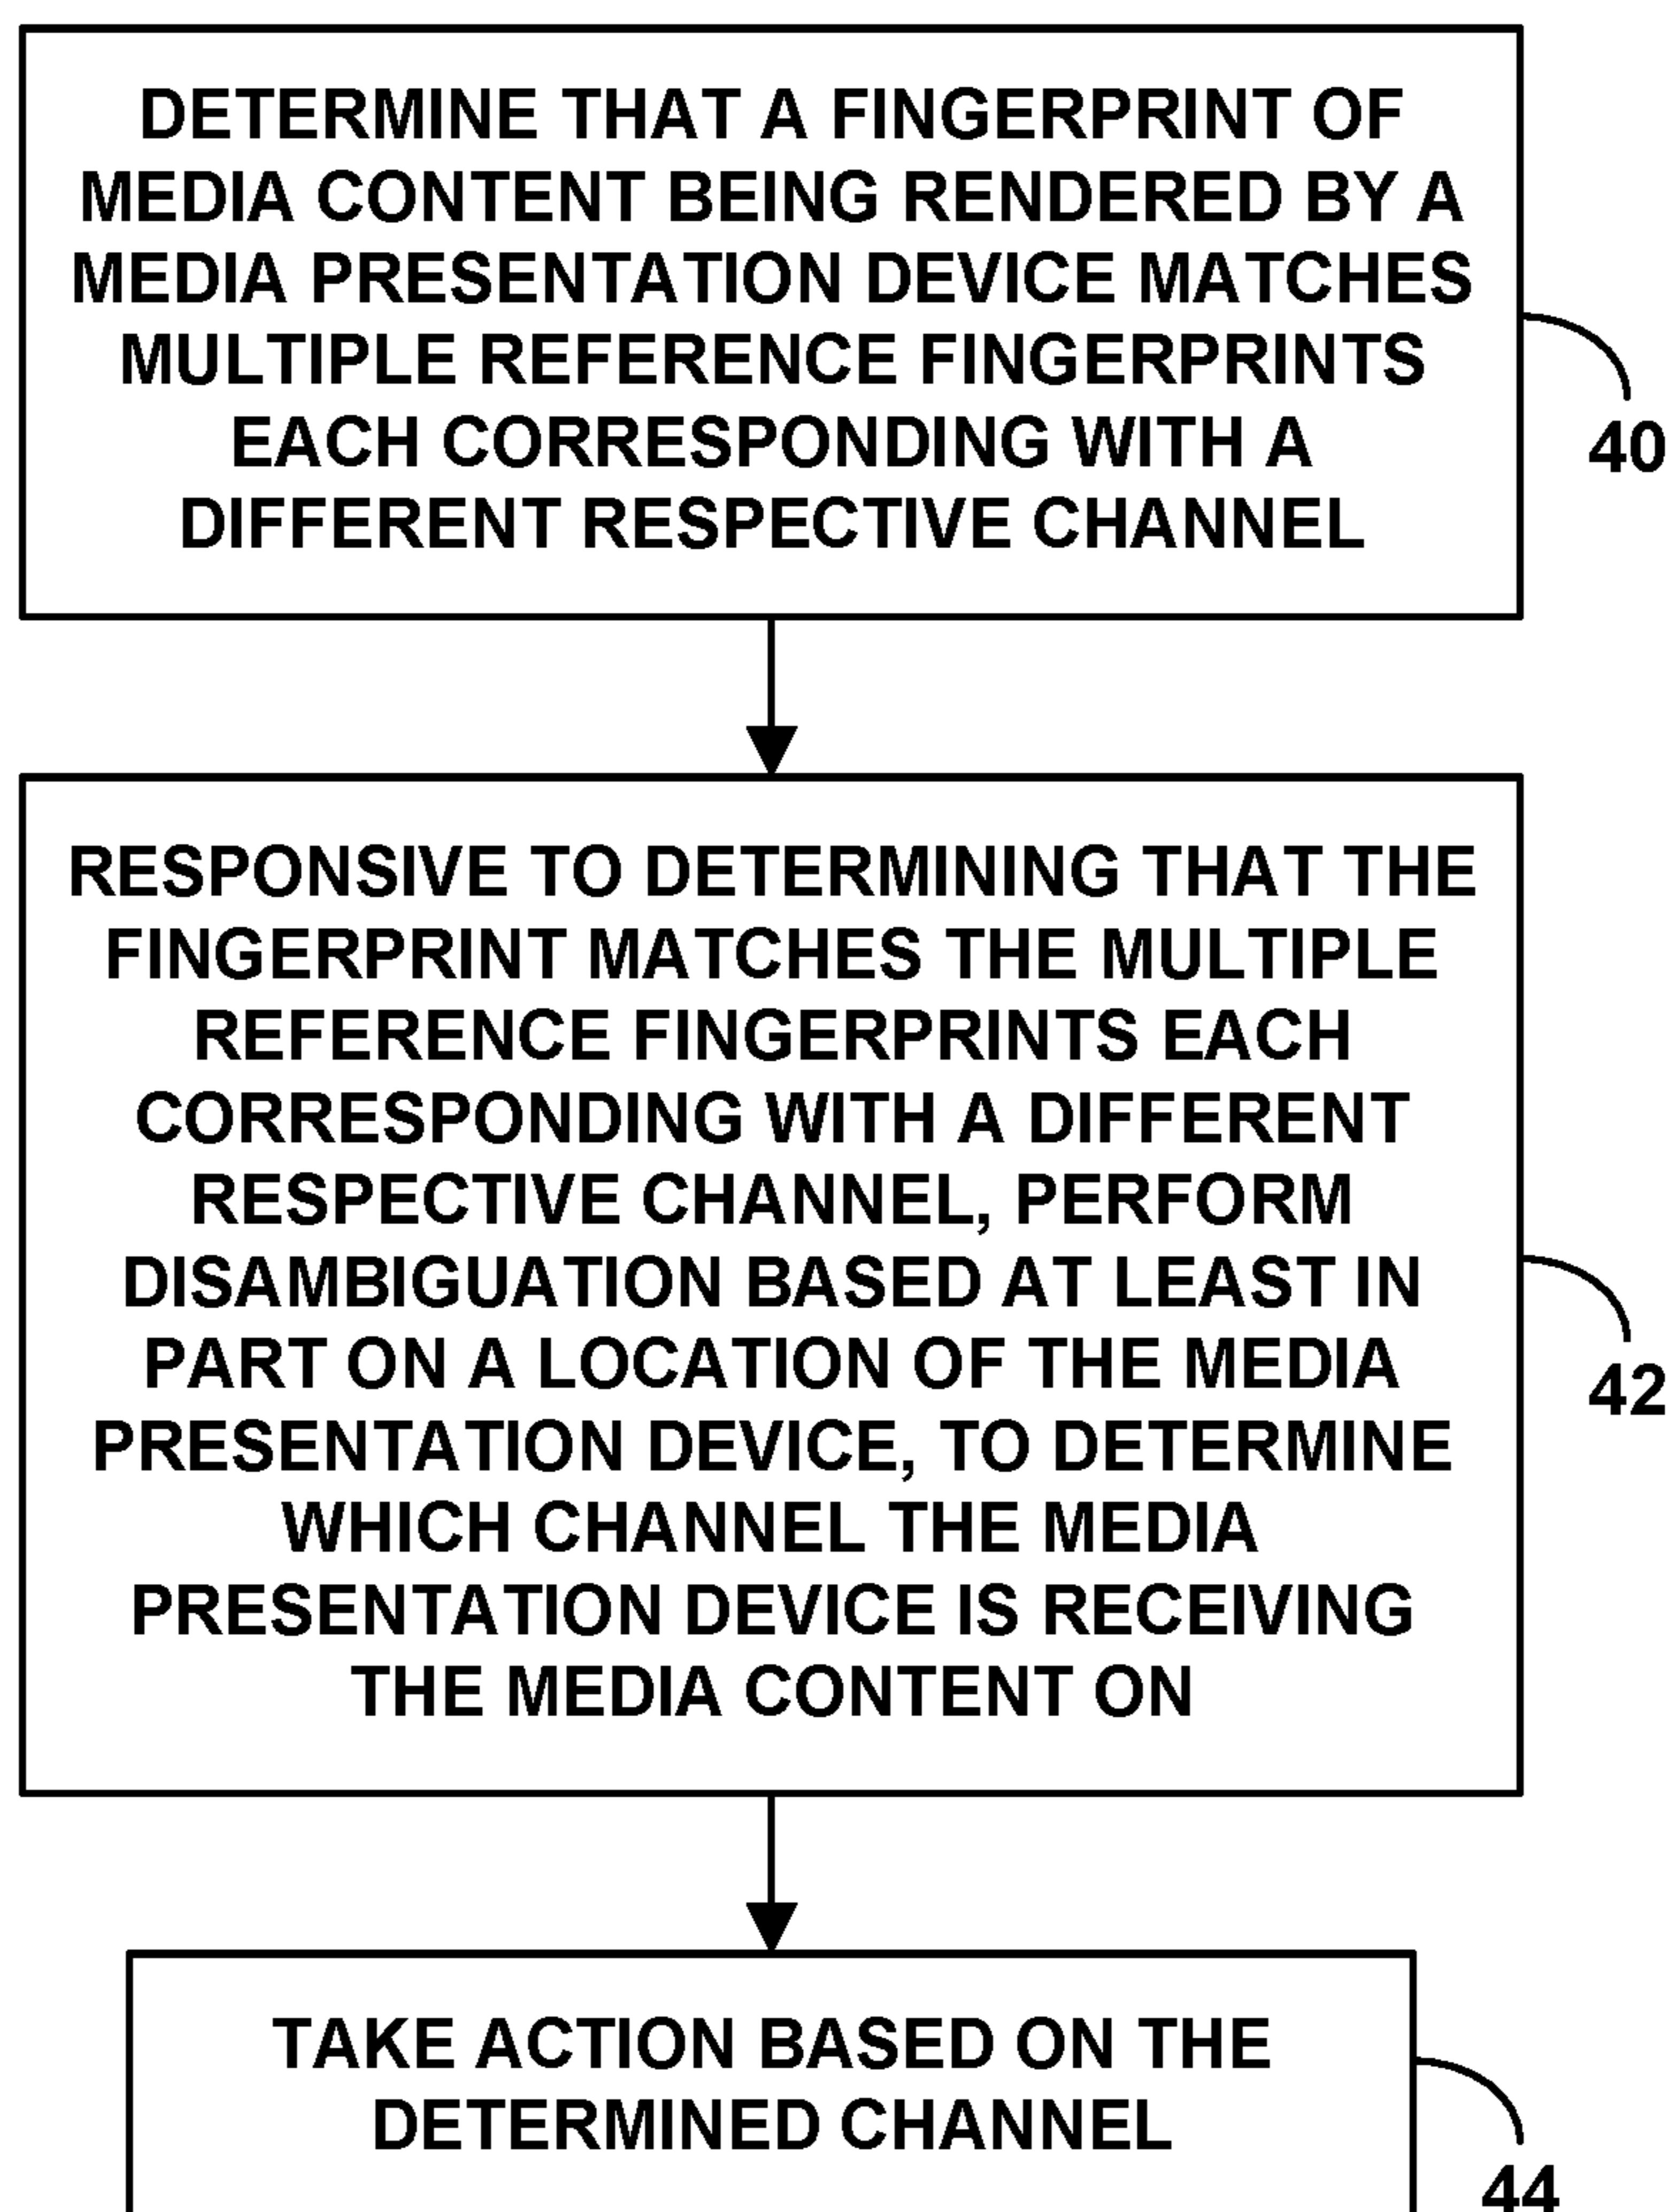 DETERMINE THAT A FINGERPRINT OF
MEDIA CONTENT BEING RENDERED BY A
MEDIA PRESENTATION DEVICE MATCHES
MULTIPLE REFERENCE FINGERPRINTS
EACH CORRESPONDING WITH A
DIFFERENT RESPECTIVE CHANNEL
40
RESPONSIVE TO DETERMINING THAT THE
FINGERPRINT MATCHES THE MULTIPLE
REFERENCE FINGERPRINTS EACH
CORRESPONDING WITH A DIFFERENT
RESPECTIVE CHANNEL, PERFORM
DISAMBIGUATION BASED AT LEAST IN
PART ON A LOCATION OF THE MEDIA
PRESENTATION DEVICE, TO DETERMINE
WHICH CHANNEL THE MEDIA
PRESENTATION DEVICE IS RECEIVING
THE MEDIA CONTENT ON
42
TAKE ACTION BASED ON THE
DETERMINED CHANNEL
44